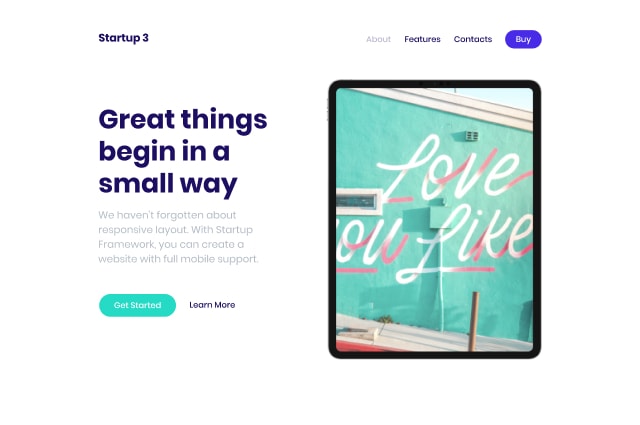 Startup 3
About Features Contacts Buy
Great things
begin in a
small way
We haven't forgotten about
responsive layout. With Startup
Framework, you can create a
website with full mobile support.
Get Started Learn More
Love
you Like